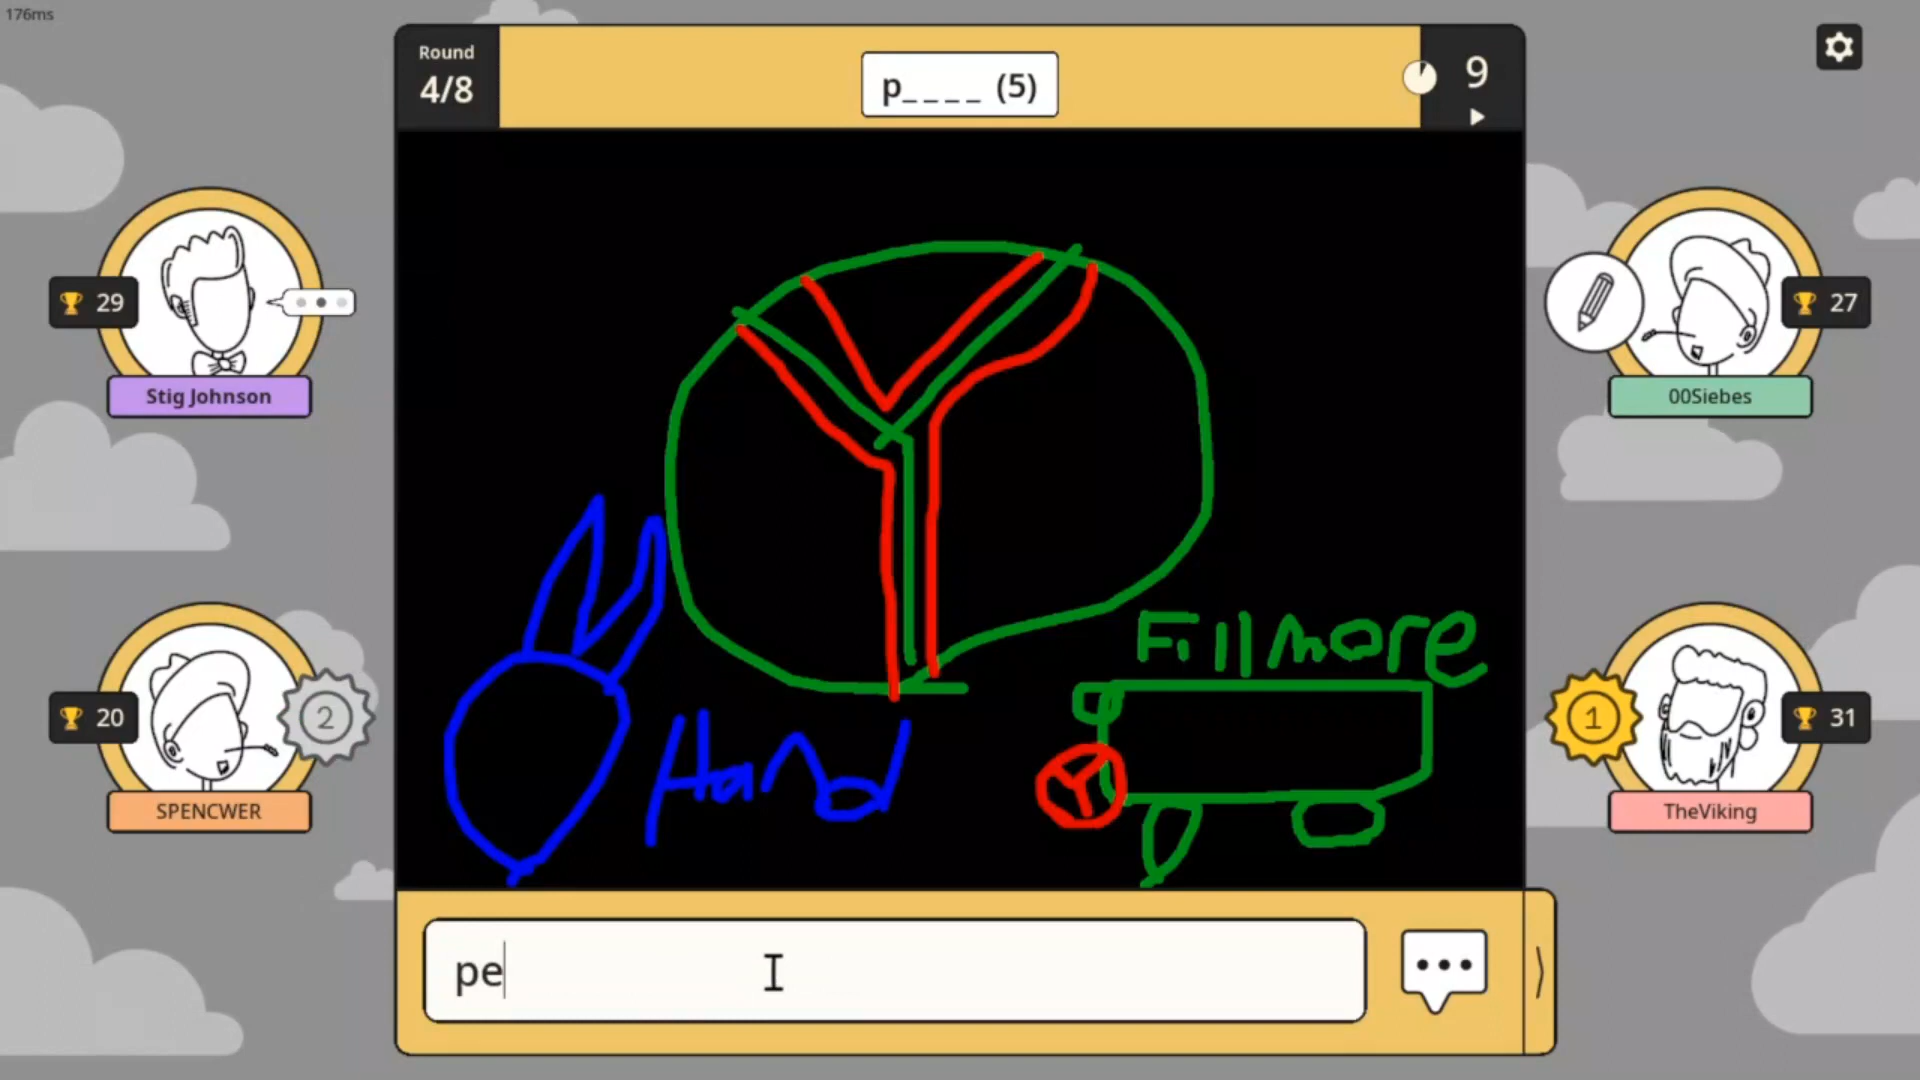 176ms
Round
4/8
p____ (5)
9
29
27
Stig Johnson
00Siebes
Fillmore
Hand
20
2
1
31
SPENCWER
TheViking
pe